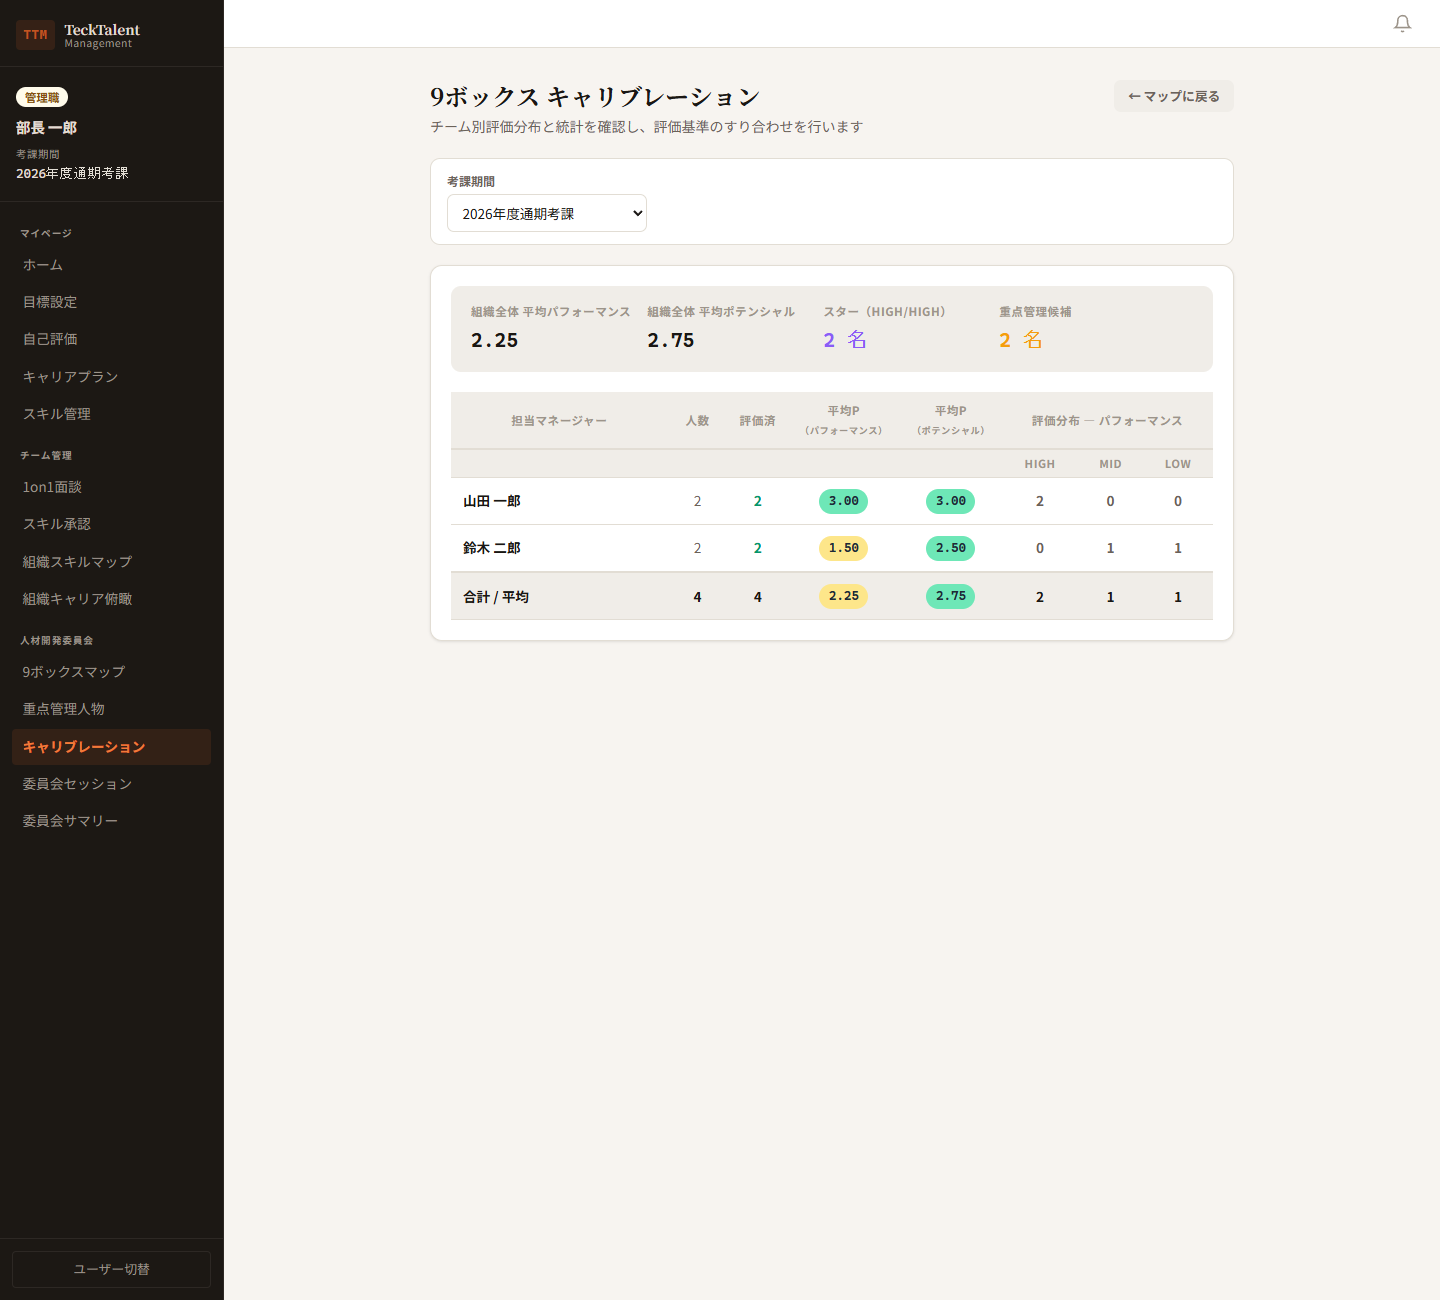 TTM
TeckTalent
Management
管理職
部長 一郎
考課期間
2026年度通期考課
マイページ
ホーム
目標設定
自己評価
キャリアプラン
スキル管理
チーム管理
1on1面談
スキル承認
組織スキルマップ
組織キャリア俯瞰
人材開発委員会
9ボックスマップ
重点管理人物
キャリブレーション
委員会セッション
委員会サマリー
ユーザー切替
9ボックス キャリブレーション
← マップに戻る
チーム別評価分布と統計を確認し、評価基準のすり合わせを行います
考課期間
2026年度通期考課
組織全体 平均パフォーマンス 組織全体 平均ポテンシャル スター（HIGH/HIGH） 重点管理候補
2.25 2.75 2 名 2 名
担当マネージャー 人数 評価済 平均P（パフォーマンス） 平均P（ポテンシャル） 評価分布 — パフォーマンス
HIGH MID LOW
山田 一郎 2 2 3.00 3.00 2 0 0
鈴木 二郎 2 2 1.50 2.50 0 1 1
合計 / 平均 4 4 2.25 2.75 2 1 1